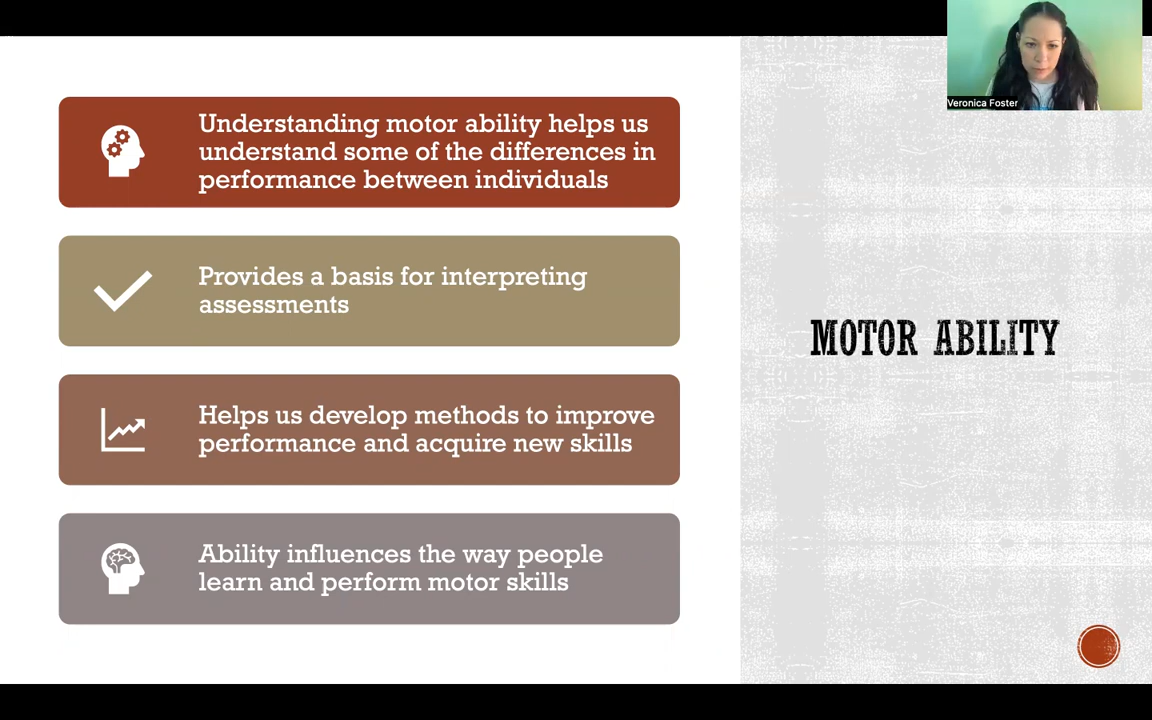 Veronica Foster
Understanding motor ability helps us
understand some of the differences in
performance between individuals
Provides a basis for interpreting
assessments
Helps us develop methods to improve
performance and acquire new skills
Ability influences the way people
learn and perform motor skills
MOTOR ABILITY